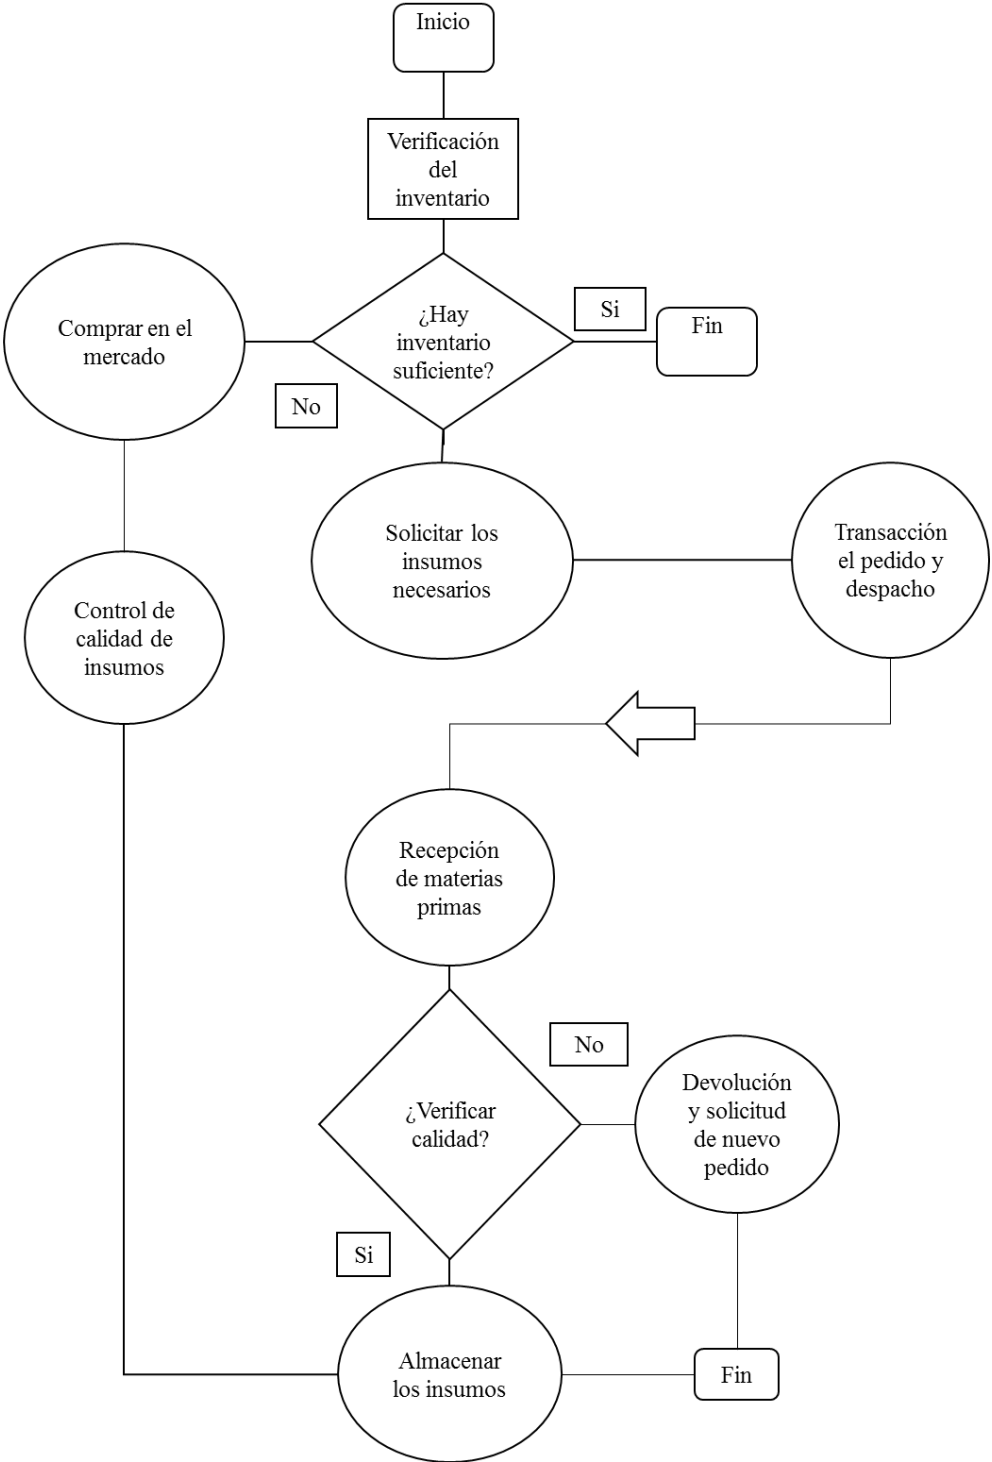 Inicio
Verificación
del
inventario
¿Hay
inventario
suficiente?
Si
Fin
Comprar en el
mercado
No
Solicitar los
insumos
necesarios
Transacción
el pedido y
despacho
Control de
calidad de
insumos
Recepción
de materias
primas
No
¿Verificar
calidad?
Devolución
y solicitud
de nuevo
pedido
Si
Almacenar
los insumos
Fin